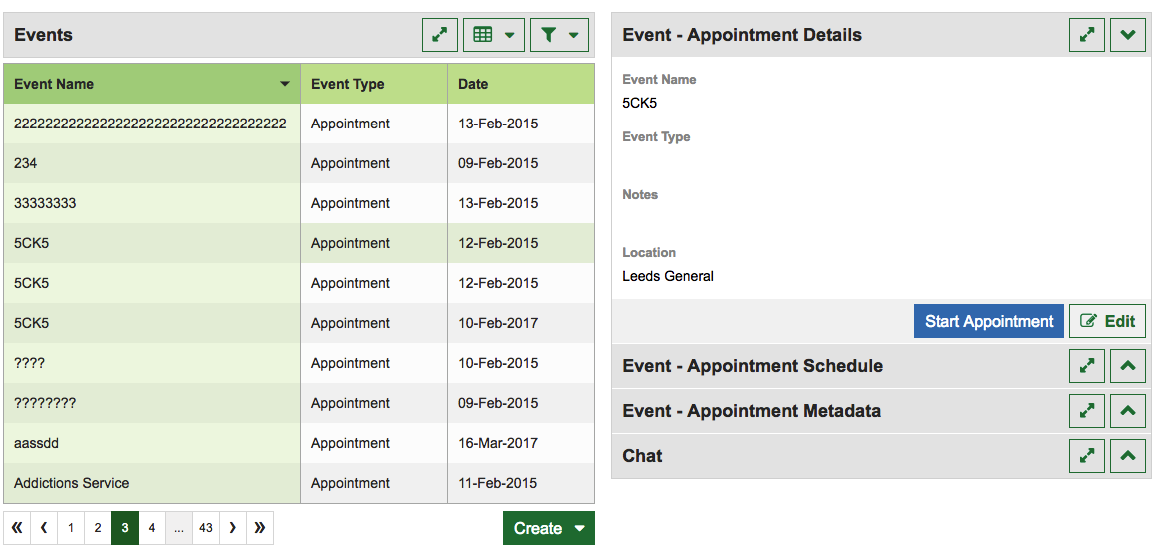 Events
Event Name Event Type Date
22222222222222222222222222222222222 Appointment 13-Feb-2015
234 Appointment 09-Feb-2015
33333333 Appointment 13-Feb-2015
5CK5 Appointment 12-Feb-2015
5CK5 Appointment 12-Feb-2015
5CK5 Appointment 10-Feb-2017
???? Appointment 10-Feb-2015
???????? Appointment 09-Feb-2015
aassdd Appointment 16-Mar-2017
Addictions Service Appointment 11-Feb-2015
« ‹ 1 2 3 4 ... 43 › »
Create
Event - Appointment Details
Event Name
5CK5
Event Type
Notes
Location
Leeds General
Start Appointment Edit
Event - Appointment Schedule
Event - Appointment Metadata
Chat